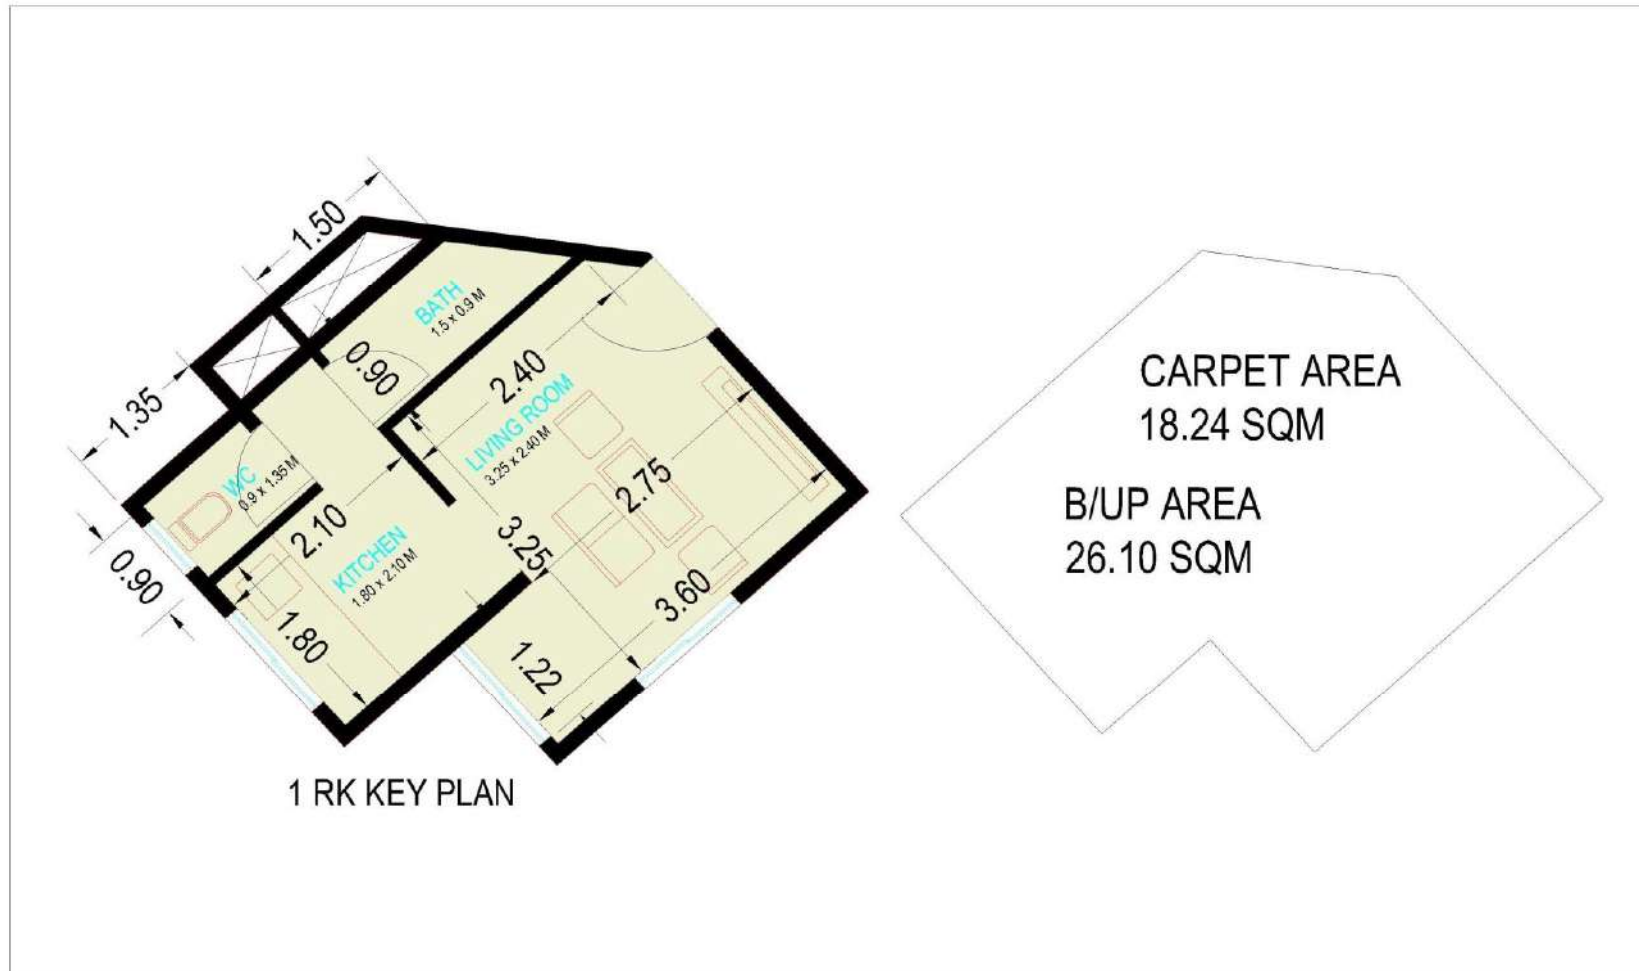 1.50
1.35
BATH
1.5 x 0.9 M
0.90
2.40
LIVING ROOM
3.25 x 2.40 M
WC
0.9 x 1.35 M
2.10
2.75
KITCHEN
1.80 x 2.10 M
3.25
0.90
3.60
1.80
1.22
1 RK KEY PLAN
CARPET AREA
18.24 SQM
B/UP AREA
26.10 SQM